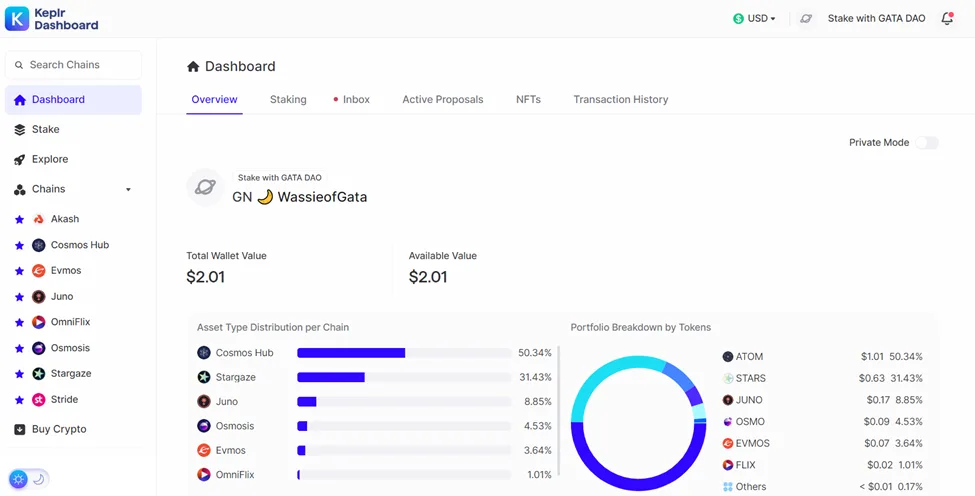 Keplr
Dashboard
USD
Stake with GATA DAO
Search Chains
Dashboard
Stake
Explore
Chains
Akash
Cosmos Hub
Evmos
Juno
OmniFlix
Osmosis
Stargaze
Stride
Buy Crypto
Dashboard
Overview Staking Inbox Active Proposals NFTs Transaction History
Private Mode
Stake with GATA DAO
GN 🌙 WassieofGata
Total Wallet Value
$2.01
Available Value
$2.01
Asset Type Distribution per Chain
Cosmos Hub 50.34%
Stargaze 31.43%
Juno 8.85%
Osmosis 4.53%
Evmos 3.64%
OmniFlix 1.01%
Portfolio Breakdown by Tokens
ATOM $1.01 50.34%
STARS $0.63 31.43%
JUNO $0.17 8.85%
OSMO $0.09 4.53%
EVMOS $0.07 3.64%
FLIX $0.02 1.01%
Others < $0.01 0.17%